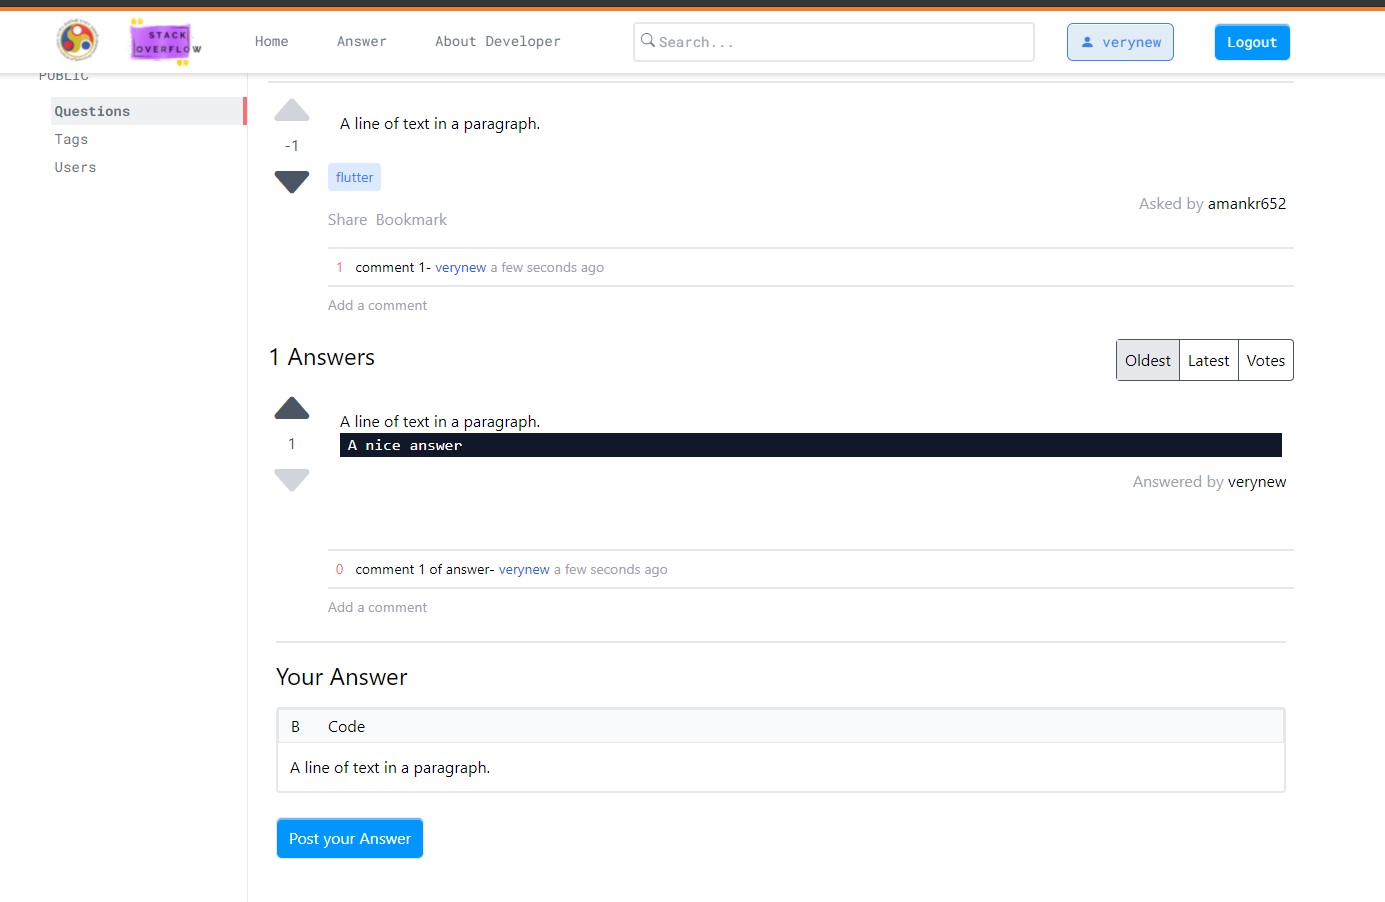 STACK
OVERFLOW
Home
Answer
About Developer
Search...
verynew
Logout
PUBLIC
Questions
Tags
Users
A line of text in a paragraph.
-1
flutter
Asked by amankr652
Share Bookmark
1 comment 1- verynew a few seconds ago
Add a comment
1 Answers
Oldest
Latest
Votes
A line of text in a paragraph.
1
A nice answer
Answered by verynew
0 comment 1 of answer- verynew a few seconds ago
Add a comment
Your Answer
B Code
A line of text in a paragraph.
Post your Answer